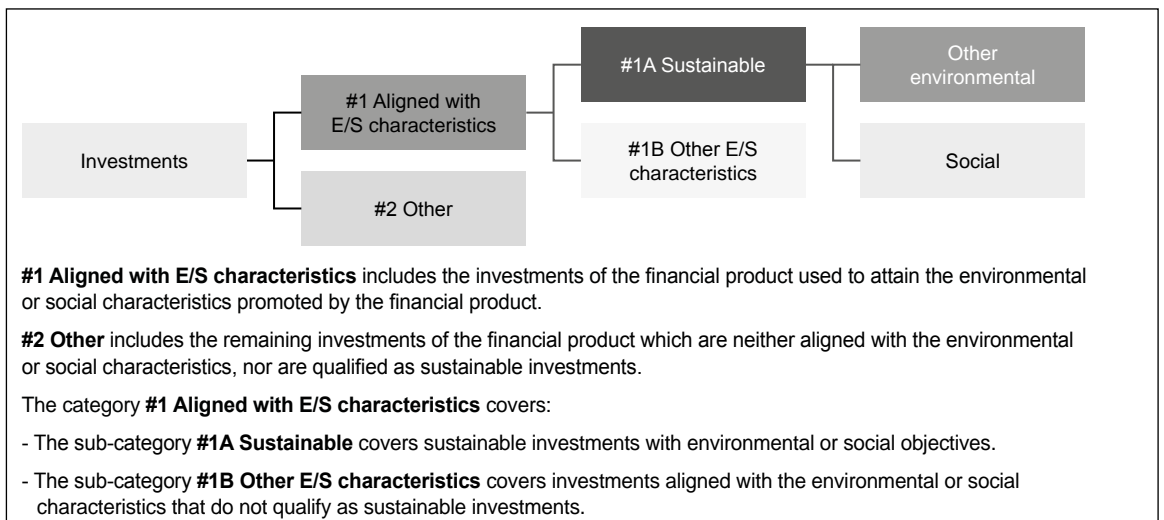 #1A Sustainable
Other
environmental
#1 Aligned with
E/S characteristics
Investments
#1B Other E/S
characteristics
Social
#2 Other
#1 Aligned with E/S characteristics includes the investments of the financial product used to attain the environmental
or social characteristics promoted by the financial product.
#2 Other includes the remaining investments of the financial product which are neither aligned with the environmental
or social characteristics, nor are qualified as sustainable investments.
The category #1 Aligned with E/S characteristics covers:
- The sub-category #1A Sustainable covers sustainable investments with environmental or social objectives.
- The sub-category #1B Other E/S characteristics covers investments aligned with the environmental or social
characteristics that do not qualify as sustainable investments.